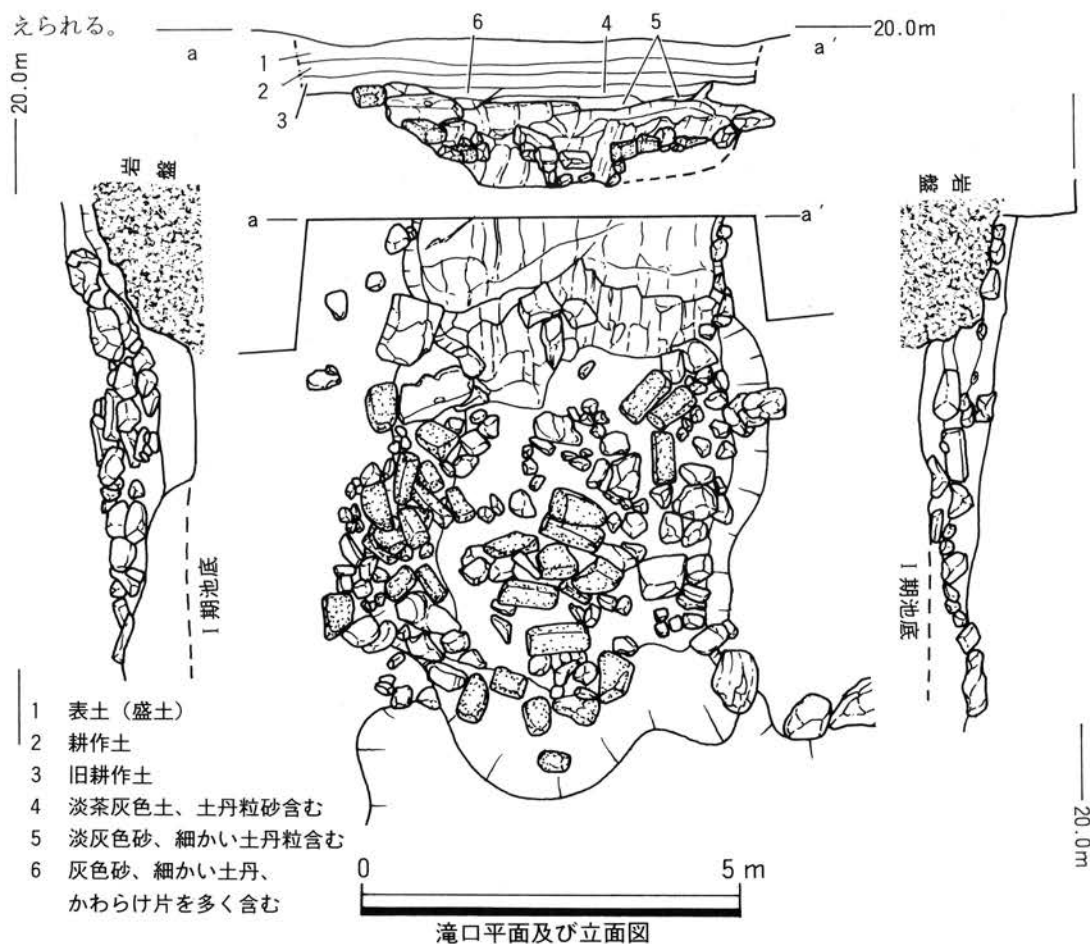 えられる。
6 4 5
20.0m
a a′
1
2
3
20.0m
岩盤
岩盤
a a′
Ⅰ期池底
Ⅰ期池底
1 表土（盛土）
2 耕作土
3 旧耕作土
4 淡茶灰色土、土丹粒砂含む
5 淡灰色砂、細かい土丹粒含む
6 灰色砂、細かい土丹、
かわらけ片を多く含む
20.0m
0 5 m
滝口平面及び立面図